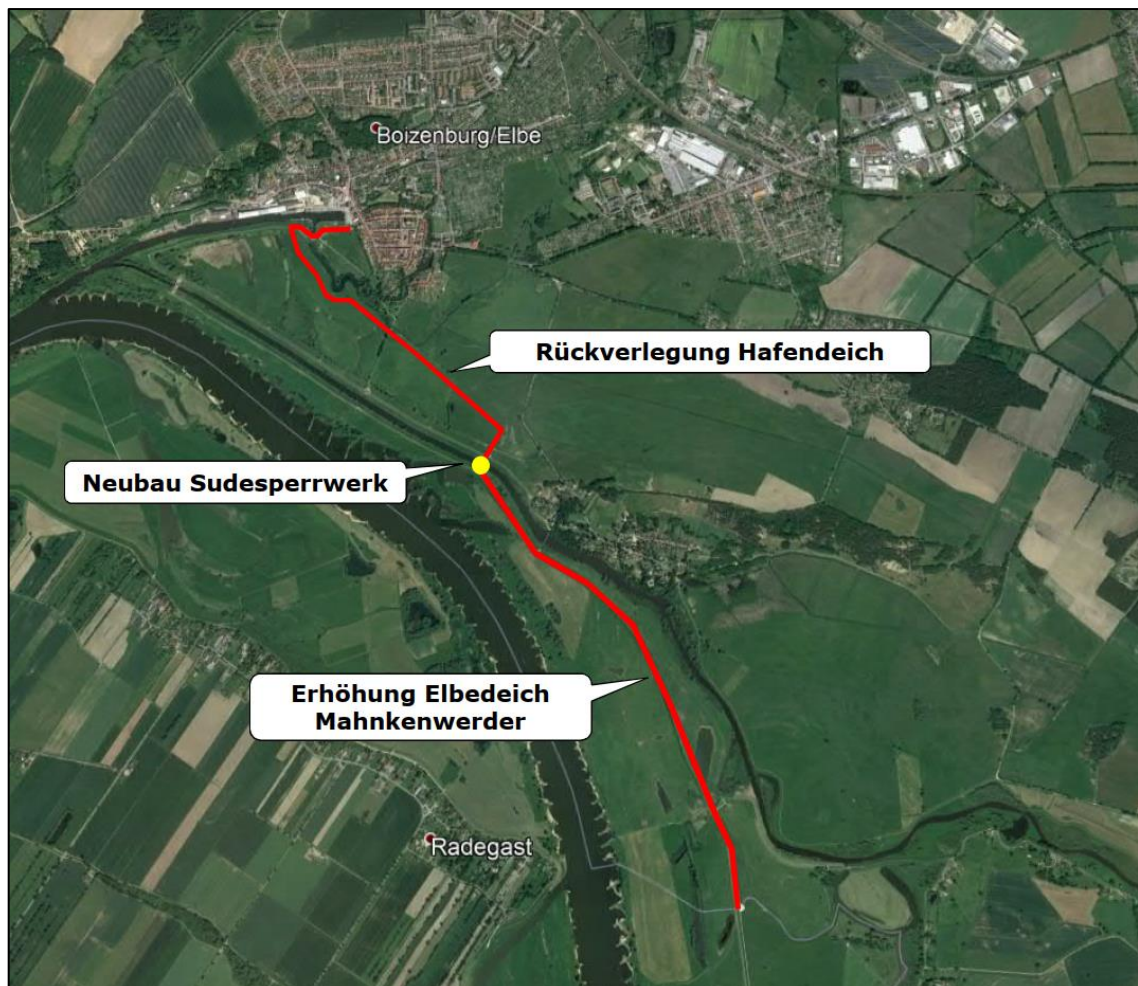 Boizenburg/Elbe
Rückverlegung Hafendeich
Neubau Sudesperrwerk
Erhöhung Elbedeich
Mahnkenwerder
Radegast